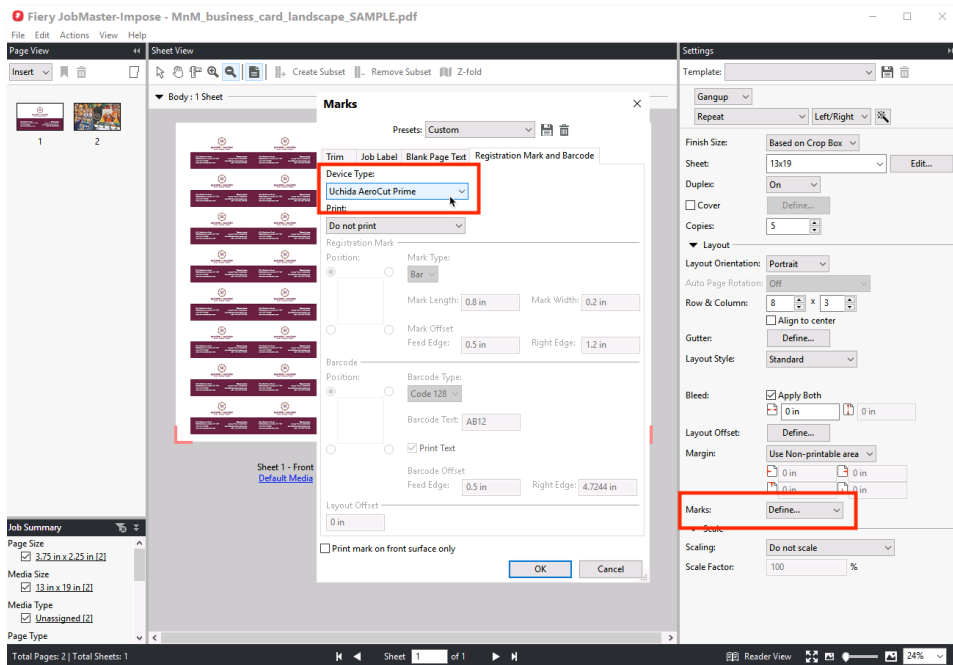 Fiery JobMaster-Impose - MnM_business_card_landscape_SAMPLE.pdf
File Edit Actions View Help
Page View
Insert
1 2
Job Summary
Page Size
3.75 in x 2.25 in [2]
Media Size
13 in x 19 in [2]
Media Type
Unassigned [2]
Page Type
Total Pages: 2 | Total Sheets: 1
Sheet View
Create Subset Remove Subset Z-fold
Body : 1 Sheet
Sheet 1 - Front
Default Media
Sheet 1 of 1
Reader View 24%
Marks
Presets: Custom
Trim Job Label Blank Page Text Registration Mark and Barcode
Device Type:
Uchida AeroCut Prime
Print:
Do not print
Registration Mark
Position: Mark Type:
Bar
Mark Length: 0.8 in Mark Width: 0.2 in
Mark Offset
Feed Edge: 0.5 in Right Edge: 1.2 in
Barcode
Position: Barcode Type:
Code 128
Barcode Text: AB12
Print Text
Barcode Offset
Feed Edge: 0.5 in Right Edge: 4.7244 in
Layout Offset
0 in
Print mark on front surface only
OK Cancel
Settings
Template:
Gangup
Repeat Left/Right
Finish Size: Based on Crop Box
Sheet: 13x19 Edit...
Duplex: On
Cover Define...
Copies: 5
Layout
Layout Orientation: Portrait
Auto Page Rotation: Off
Row & Column: 8 x 3
Align to center
Gutter: Define...
Layout Style: Standard
Bleed: Apply Both
0 in 0 in
Layout Offset: Define...
Margin: Use Non-printable area
0 in 0 in
0 in 0 in
Marks: Define...
Scale
Scaling: Do not scale
Scale Factor: 100 %